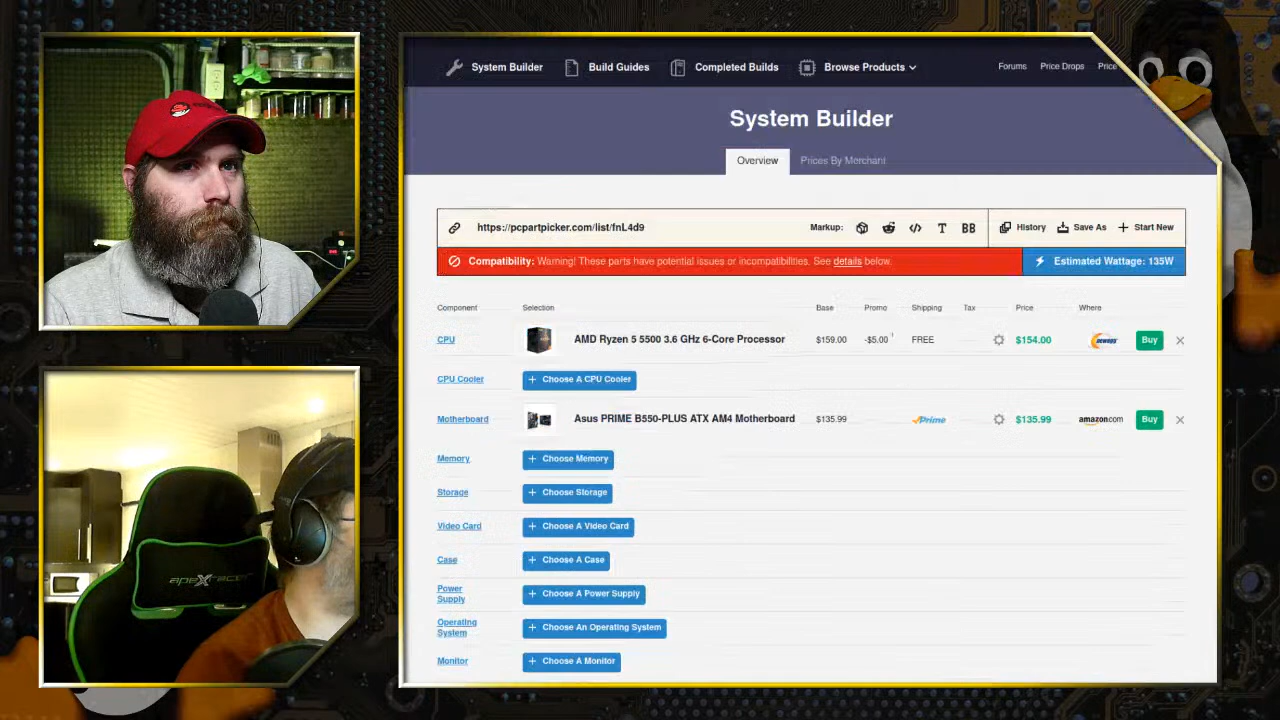 System Builder
Build Guides
Completed Builds
Browse Products
Forums
Price Drops
Price
System Builder
Overview
Prices By Merchant
https://pcpartpicker.com/list/fnL4d9
Markup:
T
BB
History
Save As
Start New
Compatibility: Warning! These parts have potential issues or incompatibilities. See details below.
Estimated Wattage: 135W
Component Selection Base Promo Shipping Tax Price Where
CPU AMD Ryzen 5 5500 3.6 GHz 6-Core Processor $159.00 -$5.00 FREE $154.00 newegg Buy
CPU Cooler + Choose A CPU Cooler
Motherboard Asus PRIME B550-PLUS ATX AM4 Motherboard $135.99 Prime $135.99 amazon.com Buy
Memory + Choose Memory
Storage + Choose Storage
Video Card + Choose A Video Card
Case + Choose A Case
Power
Supply
+ Choose A Power Supply
Operating
System
+ Choose An Operating System
Monitor + Choose A Monitor
apeXracer